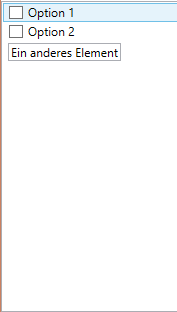 Option 1
Option 2
Ein anderes Element